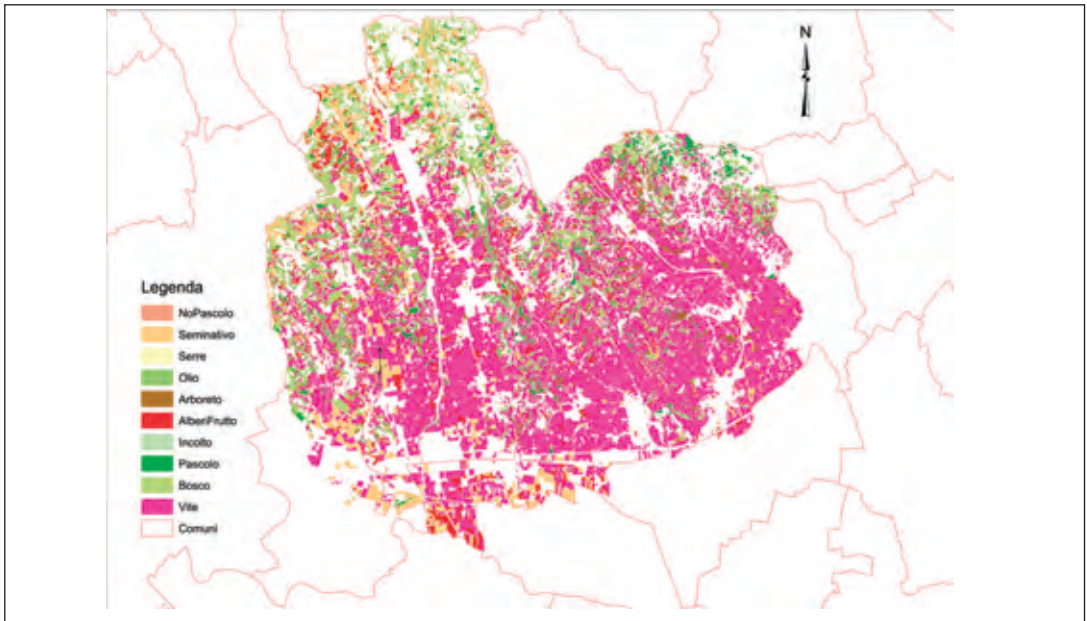 N
Legenda
NoPascolo
Seminativo
Serre
Olio
Arboreto
AlberiFrutto
Incolto
Pascolo
Bosco
Vite
Comuni